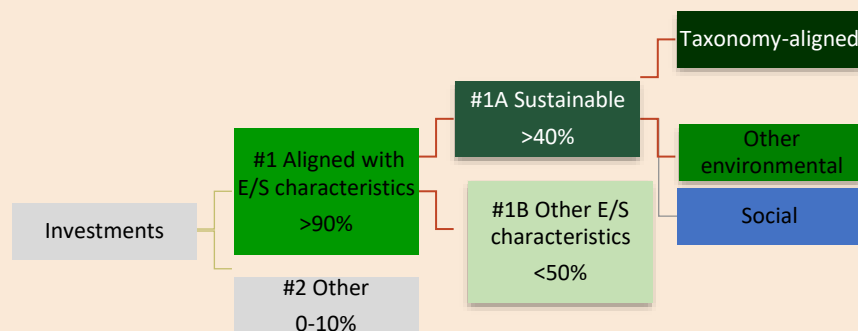 Investments
#1 Aligned with
E/S characteristics
>90%
#2 Other
0-10%
#1A Sustainable
>40%
#1B Other E/S
characteristics
<50%
Taxonomy-aligned
Other
environmental
Social